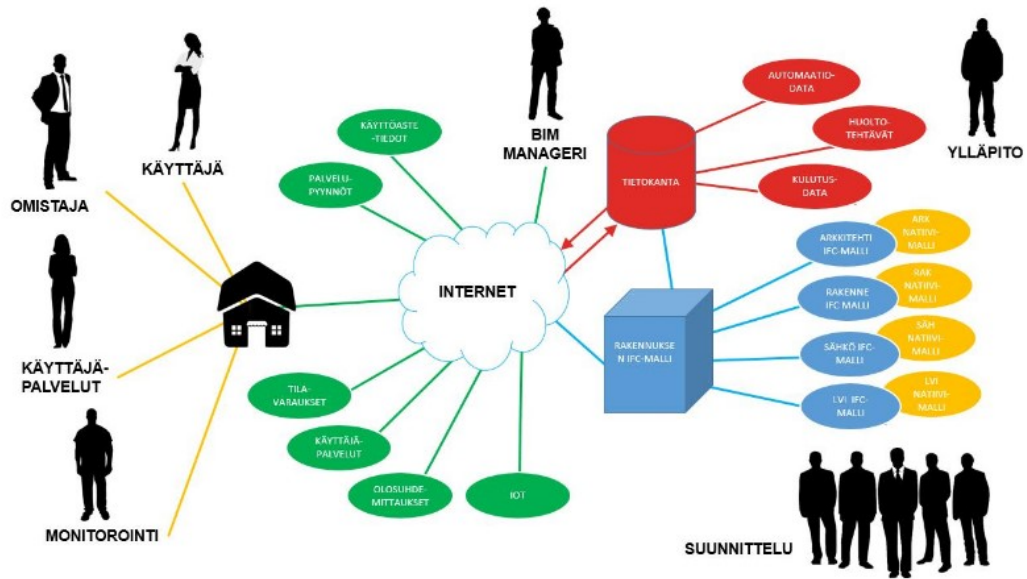 OMISTAJA
KÄYTTÄJÄ
KÄYTTÄJÄ-
PALVELUT
MONITOROINTI
KÄYTTÖASTE
-TIEDOT
PALVELU-
PYYNNÖT
INTERNET
TILA-
VARAUKSET
KÄYTTÄJÄ-
PALVELUT
OLOSUHDE-
MITTAUKSET
IOT
BIM
MANAGERI
TIETOKANTA
AUTOMAATIO-
DATA
HUOLTO-
TEHTÄVÄT
KULUTUS-
DATA
YLLÄPITO
RAKENNUKSE
N IFC-MALLI
ARKKITEHTI
IFC-MALLI
ARK
NATIIVI-
MALLI
RAKENNE
IFC MALLI
RAK
NATIIVI-
MALLI
SÄHKÖ IFC-
MALLI
SÄH
NATIIVI-
MALLI
LVI IFC-
MALLI
LVI
NATIIVI-
MALLI
SUUNNITTELU